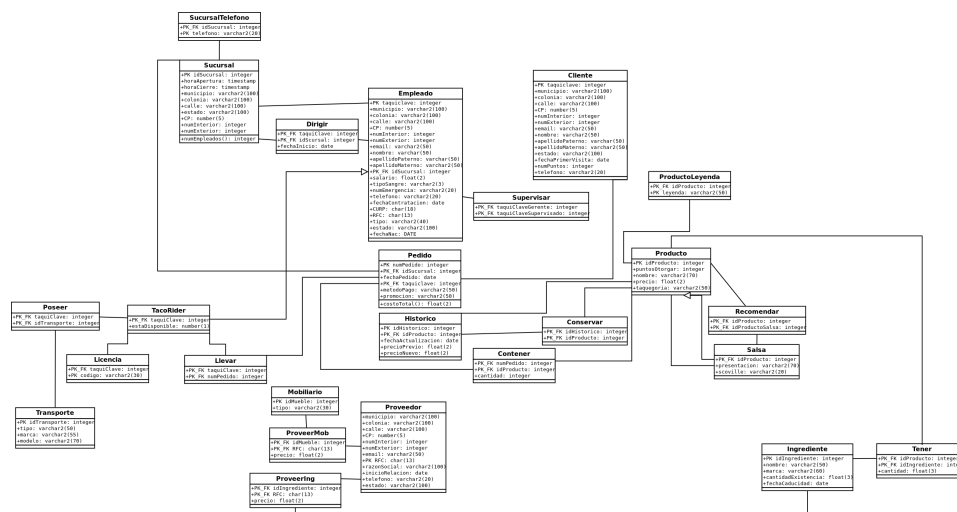 SucursalTelefono
+PK_FK idSucursal: integer
+PK telefono: varchar2(20)
Sucursal
+PK idSucursal: integer
+horaApertura: timestamp
+horaCierre: timestamp
+municipio: varchar2(100)
+colonia: varchar2(100)
+calle: varchar2(100)
+estado: varchar2(100)
+CP: number(5)
+numInterior: integer
+numExterior: integer
+numEmpleados(): integer
Dirigir
+PK_FK taquiClave: integer
+PK_FK idScursal: integer
+fechaInicio: date
Empleado
+PK taquiclave: integer
+municipio: varchar2(100)
+colonia: varchar2(100)
+calle: varchar2(100)
+CP: number(5)
+numInterior: integer
+numExterior: integer
+email: varchar2(50)
+nombre: varchar(50)
+apellidoPaterno: varchar(50)
+apellidoMaterno: varchar2(50)
+PK_FK idSucursal: integer
+salario: float(2)
+tipoSangre: varchar2(3)
+numEmergencia: varchar2(20)
+telefono: varchar2(20)
+fechaContratacion: date
+CURP: char(18)
+RFC: char(13)
+tipo: varchar2(40)
+estado: varchar2(100)
+fechaNac: DATE
Supervisar
+PK_FK taquiClaveGerente: integer
+PK_FK taquiClaveSupervisado: integer
Cliente
+PK taquiclave: integer
+municipio: varchar2(100)
+colonia: varchar2(100)
+calle: varchar2(100)
+CP: number(5)
+numInterior: integer
+numExterior: integer
+email: varchar2(50)
+nombre: varchar2(50)
+apellidoPaterno: varchar2(50)
+apellidoMaterno: varchar2(50)
+estado: varchar2(100)
+fechaPrimerVisita: date
+numPuntos: integer
+telefono: varchar2(20)
ProductoLeyenda
+PK_FK idProducto: integer
+PK leyenda: varchar2(50)
Pedido
+PK numPedido: integer
+PK_FK idSucursal: integer
+fechaPedido: date
+PK_FK taquiclave: integer
+metodoPago: varchar2(50)
+promocion: varchar2(50)
+costoTotal(): float(2)
Producto
+PK idProducto: integer
+puntosOtorgar: integer
+nombre: varchar2(70)
+precio: float(2)
+taquegoria: varchar2(50)
Poseer
+PK_FK taquiClave: integer
+PK_FK idTransporte: integer
TacoRider
+PK_FK taquiClave: integer
+estaDisponible: number(1)
Historico
+PK idHistorico: integer
+PK_FK idProducto: integer
+fechaActualizacion: date
+precioPrevio: float(2)
+precioNuevo: float(2)
Conservar
+PK_FK idHistorico: integer
+PK_FK idProducto: integer
Recomendar
+PK_FK idProducto: integer
+PK_FK idProductoSalsa: integer
Licencia
+PK_FK taquiClave: integer
+PK codigo: varchar2(30)
Llevar
+PK_FK taquiClave: integer
+PK_FK numPedido: integer
Contener
+PK_FK numPedido: integer
+PK_FK idProducto: integer
+cantidad: integer
Salsa
+PK_FK idProducto: integer
+presentacion: varchar2(70)
+scoville: varchar2(20)
Transporte
+PK idTransporte: integer
+tipo: varchar2(50)
+marca: varchar2(55)
+modulo: varchar2(70)
Mobiliario
+PK idMueble: integer
+tipo: varchar2(30)
ProveerMob
+PK_FK idMueble: integer
+PK_FK RFC: char(13)
+precio: float(2)
Proveedor
+municipio: varchar2(100)
+colonia: varchar2(100)
+calle: varchar2(100)
+CP: number(5)
+numInterior: integer
+numExterior: integer
+email: varchar2(50)
+PK RFC: char(13)
+razonSocial: varchar2(100)
+inicioRelacion: date
+telefono: varchar2(20)
+estado: varchar2(100)
ProveerIng
+PK_FK idIngrediente: integer
+PK_FK RFC: char(13)
+precio: float(2)
Ingrediente
+PK idIngrediente: integer
+nombre: varchar2(50)
+marca: varchar2(60)
+cantidadExistencia: float(3)
+fechaCaducidad: date
Tener
+PK_FK idProducto: integer
+PK_FK idIngrediente: inte
+cantidad: float(3)